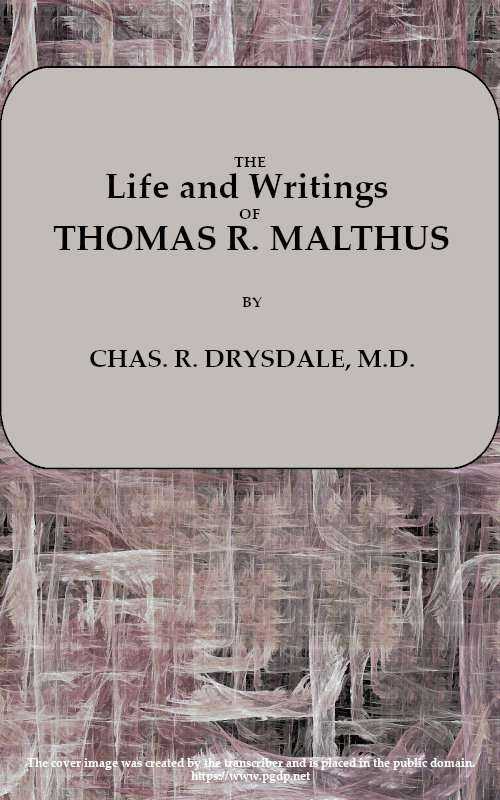 THE
Life and Writings
OF
THOMAS R. MALTHUS
BY
CHAS. R. DRYSDALE, M.D.
The cover image was created by the transcriber and is placed in the public domain.
https://www.pgdp.net